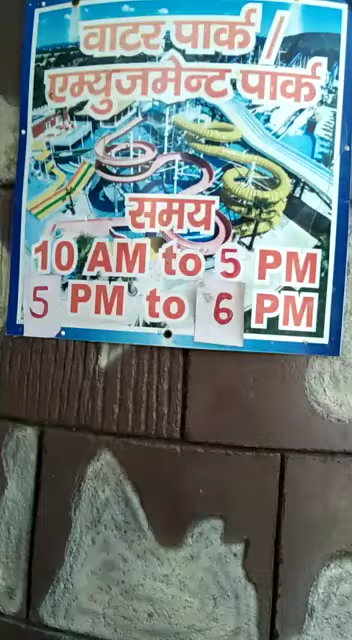 वाटर पार्क /
एम्युजमेन्ट पार्क
समय
10 AM to 5 PM
5 PM to 6 PM